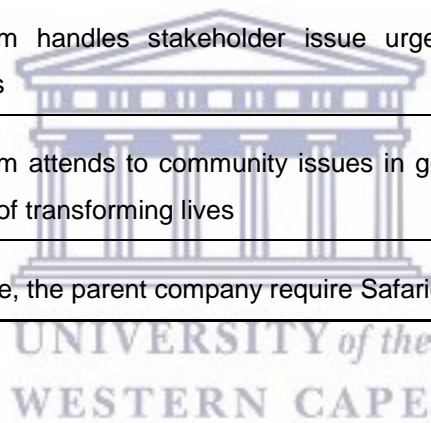 m handles stakeholder issue urge
s
m attends to community issues in g
of transforming lives
e, the parent company require Safari
UNIVERSITY of the
WESTERN CAPE